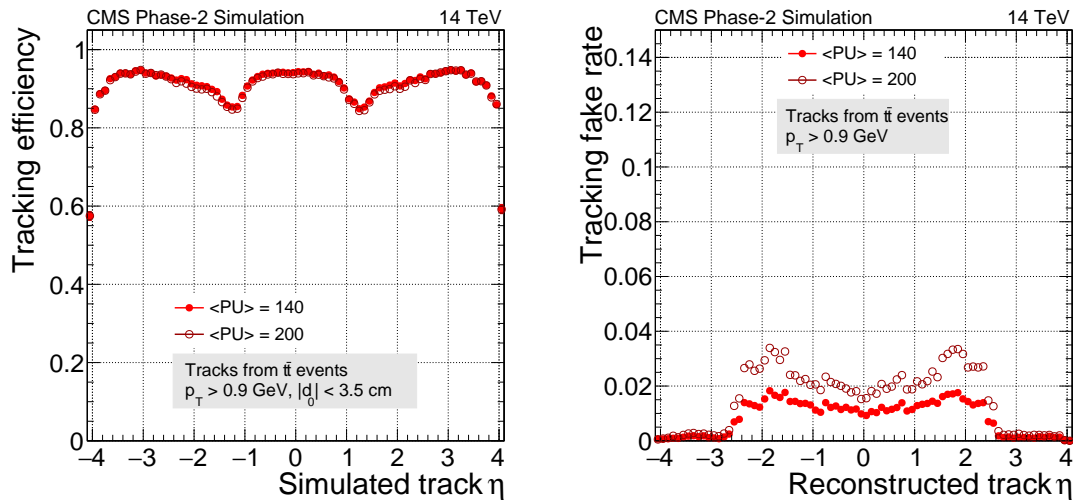 CMS Phase-2 Simulation 14 TeV
Tracking efficiency
1
0.8
0.6
0.4
0.2
0
<PU> = 140
<PU> = 200
Tracks from tt̄ events
p_T > 0.9 GeV, |d_0| < 3.5 cm
−4 −3 −2 −1 0 1 2 3 4
Simulated track η
CMS Phase-2 Simulation 14 TeV
Tracking fake rate
0.14
0.12
0.1
0.08
0.06
0.04
0.02
0
<PU> = 140
<PU> = 200
Tracks from tt̄ events
p_T > 0.9 GeV
−4 −3 −2 −1 0 1 2 3 4
Reconstructed track η